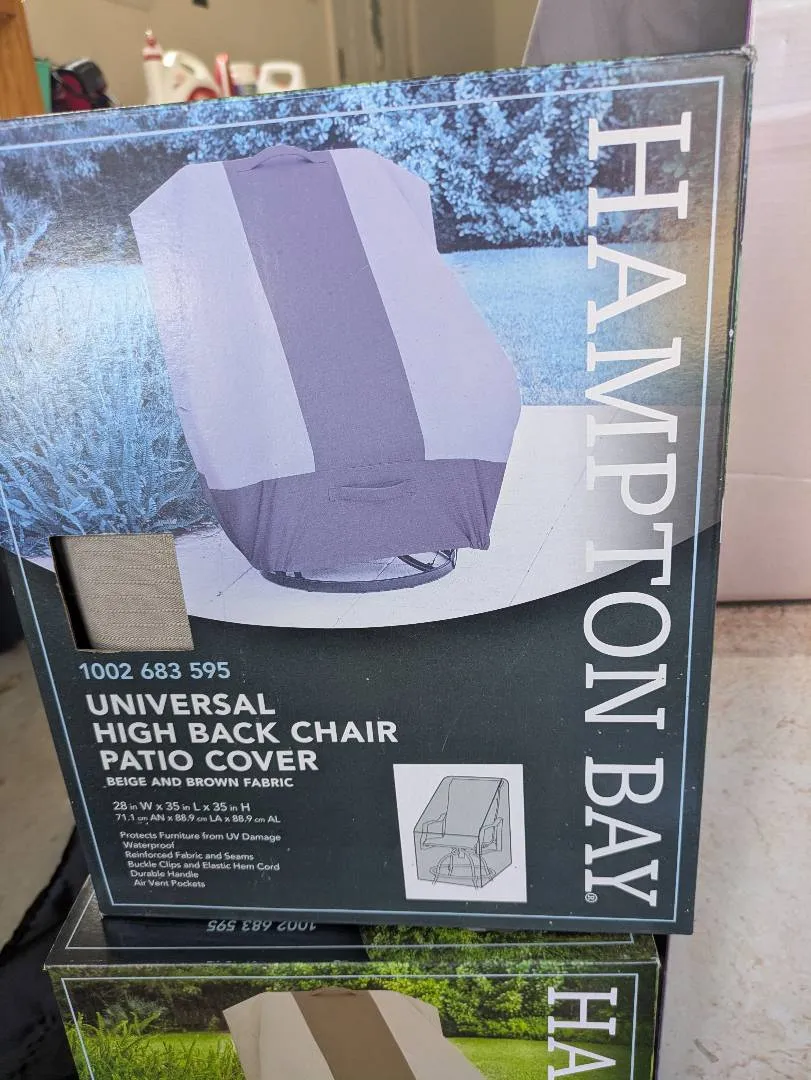 HAMPTON BAY®
1002 683 595
UNIVERSAL
HIGH BACK CHAIR
PATIO COVER
BEIGE AND BROWN FABRIC
28 in W x 35 in L x 35 in H
71.1 cm AN x 88.9 cm LA x 88.9 cm AL
Protects Furniture from UV Damage
Waterproof
Reinforced Fabric and Seams
Buckle Clips and Elastic Hem Cord
Durable Handle
Air Vent Pockets
1002 683 595
HA